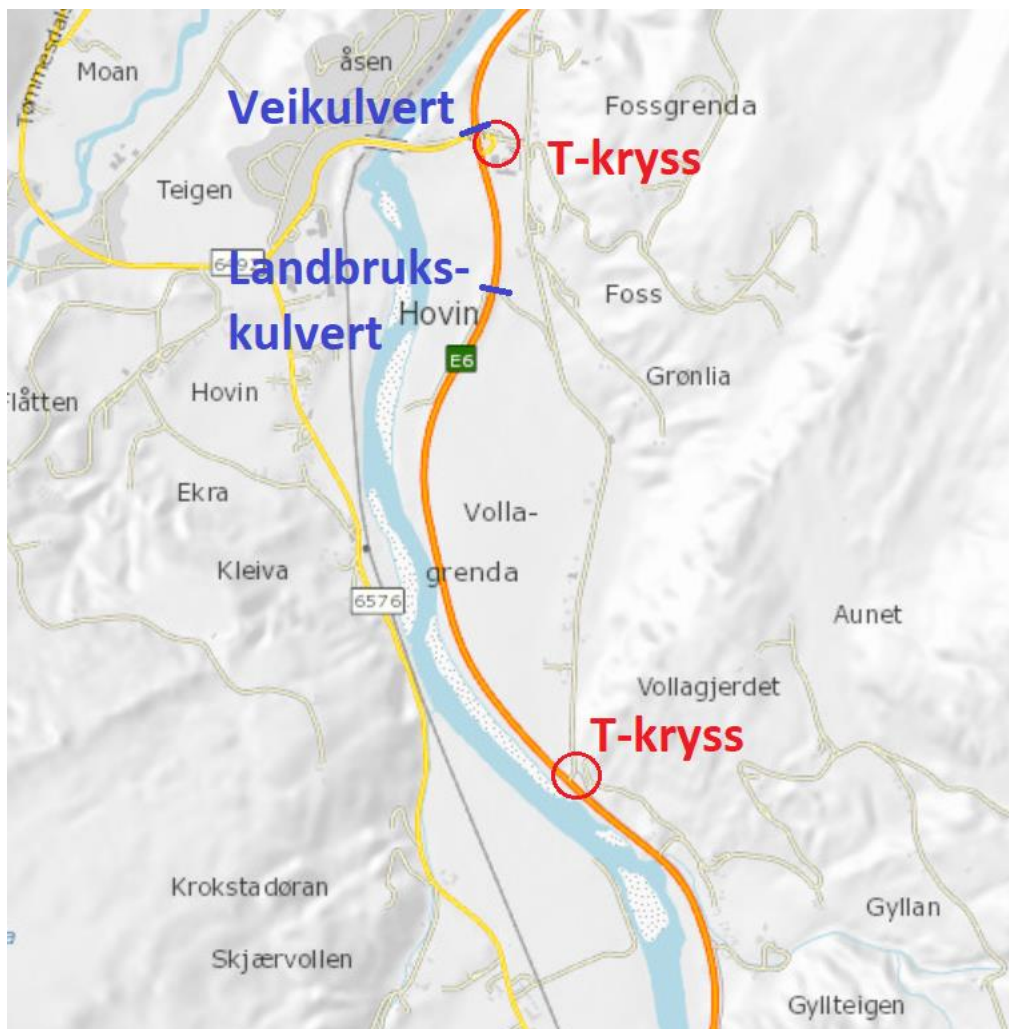 Tømmesdals
Moan
åsen
Veikulvert
Fossgrenda
T-kryss
Teigen
Landbruks-
kulvert
Hovin
Foss
E6
Grønlia
Hovin
Flåtten
Ekra
Volla-
grenda
Kleiva
6576
Aunet
Vollagjerdet
T-kryss
Krokstadøran
Gyllan
Skjærvollen
Gyllteigen